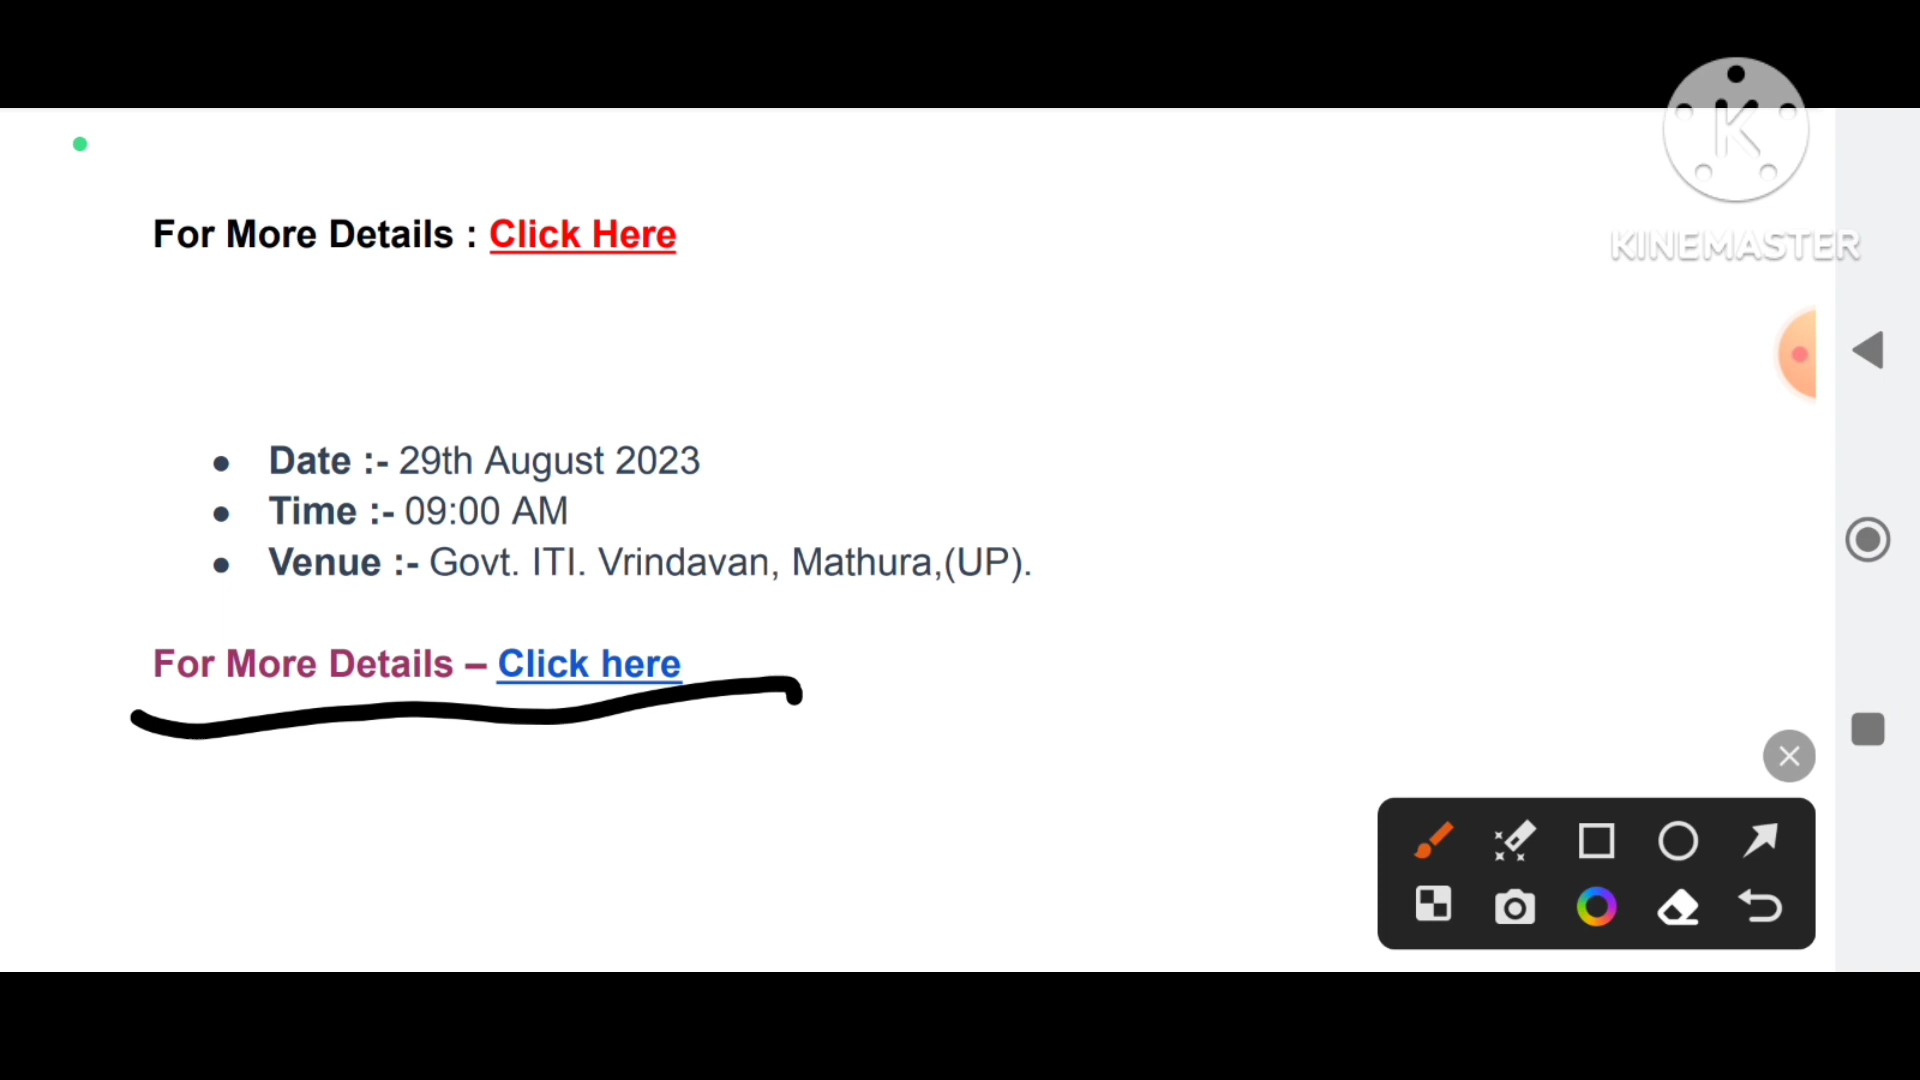 KINEMASTER
For More Details : Click Here
● Date :- 29th August 2023
● Time :- 09:00 AM
● Venue :- Govt. ITI. Vrindavan, Mathura,(UP).
For More Details – Click here